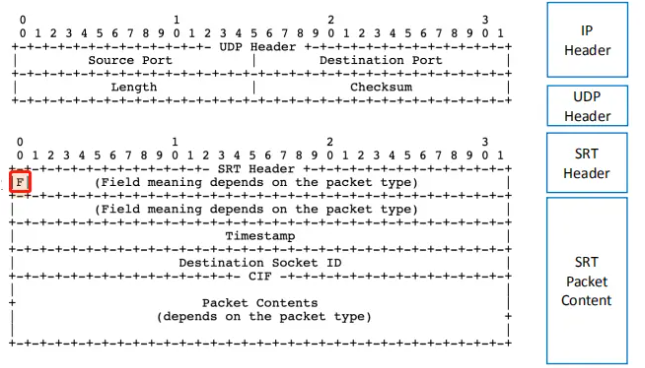 0                   1                   2                   3
0 1 2 3 4 5 6 7 8 9 0 1 2 3 4 5 6 7 8 9 0 1 2 3 4 5 6 7 8 9 0 1
+-+-+-+-+-+-+-+-+-+-+-+-+- UDP Header +-+-+-+-+-+-+-+-+-+-+-+-+-+
|          Source Port          |       Destination Port        |
+-+-+-+-+-+-+-+-+-+-+-+-+-+-+-+-+-+-+-+-+-+-+-+-+-+-+-+-+-+-+-+-+
|            Length             |           Checksum            |
+-+-+-+-+-+-+-+-+-+-+-+-+-+-+-+-+-+-+-+-+-+-+-+-+-+-+-+-+-+-+-+-+
0                   1                   2                   3
0 1 2 3 4 5 6 7 8 9 0 1 2 3 4 5 6 7 8 9 0 1 2 3 4 5 6 7 8 9 0 1
+-+-+-+-+-+-+-+-+-+-+-+-+- SRT Header +-+-+-+-+-+-+-+-+-+-+-+-+-+
|F|        (Field meaning depends on the packet type)           |
+-+-+-+-+-+-+-+-+-+-+-+-+-+-+-+-+-+-+-+-+-+-+-+-+-+-+-+-+-+-+-+-+
|          (Field meaning depends on the packet type)           |
+-+-+-+-+-+-+-+-+-+-+-+-+-+-+-+-+-+-+-+-+-+-+-+-+-+-+-+-+-+-+-+-+
|                           Timestamp                           |
+-+-+-+-+-+-+-+-+-+-+-+-+-+-+-+-+-+-+-+-+-+-+-+-+-+-+-+-+-+-+-+-+
|                     Destination Socket ID                     |
+-+-+-+-+-+-+-+-+-+-+-+-+-+-+- CIF -+-+-+-+-+-+-+-+-+-+-+-+-+-+-+
|                                                               |
+                        Packet Contents                        |
|                  (depends on the packet type)                 +
|                                                               |
+-+-+-+-+-+-+-+-+-+-+-+-+-+-+-+-+-+-+-+-+-+-+-+-+-+-+-+-+-+-+-+-+
IP
Header
UDP
Header
SRT
Header
SRT
Packet
Content